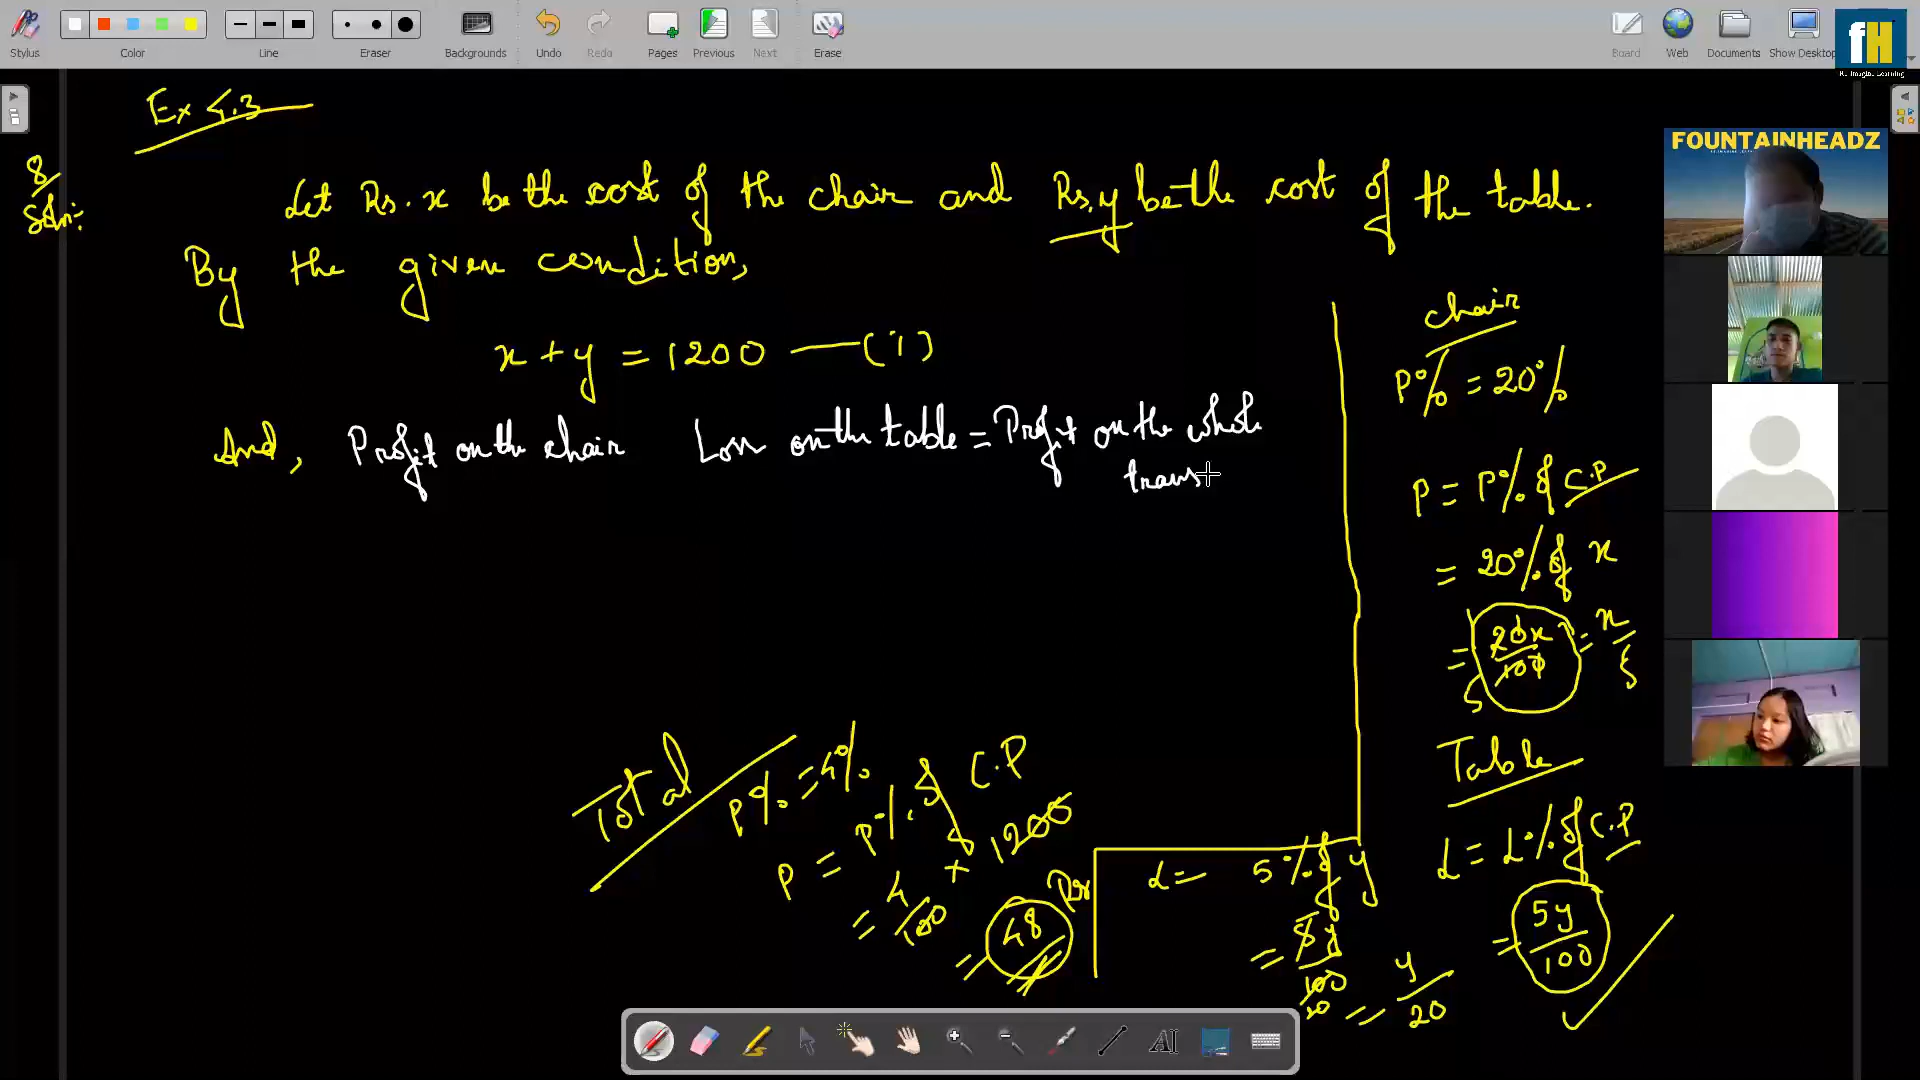 Stylus
Color
Line
Eraser
Backgrounds
Undo
Redo
Pages
Previous
Next
Erase
Board
Web
Documents
Show Desktop
fH
Ex 4.3
8
Soln:-
Let Rs. x be the cost of the chair and Rs. y be the cost of the table.
By the given condition,
x + y = 1200 —(i)
And, Profit on the chair Loss on the table = Profit on the whole
trans
chair
P% = 20%
P = P% of C.P
= 20% of x
= 20x/100 = x/5
5
Table
L = L% of C.P
= 5y/100
Total
P% = 4%
P = P% of C.P
= 4/100 × 1200
= 48
L = 5% of y
= 5y/100
20
= y/20
FOUNTAINHEADZ